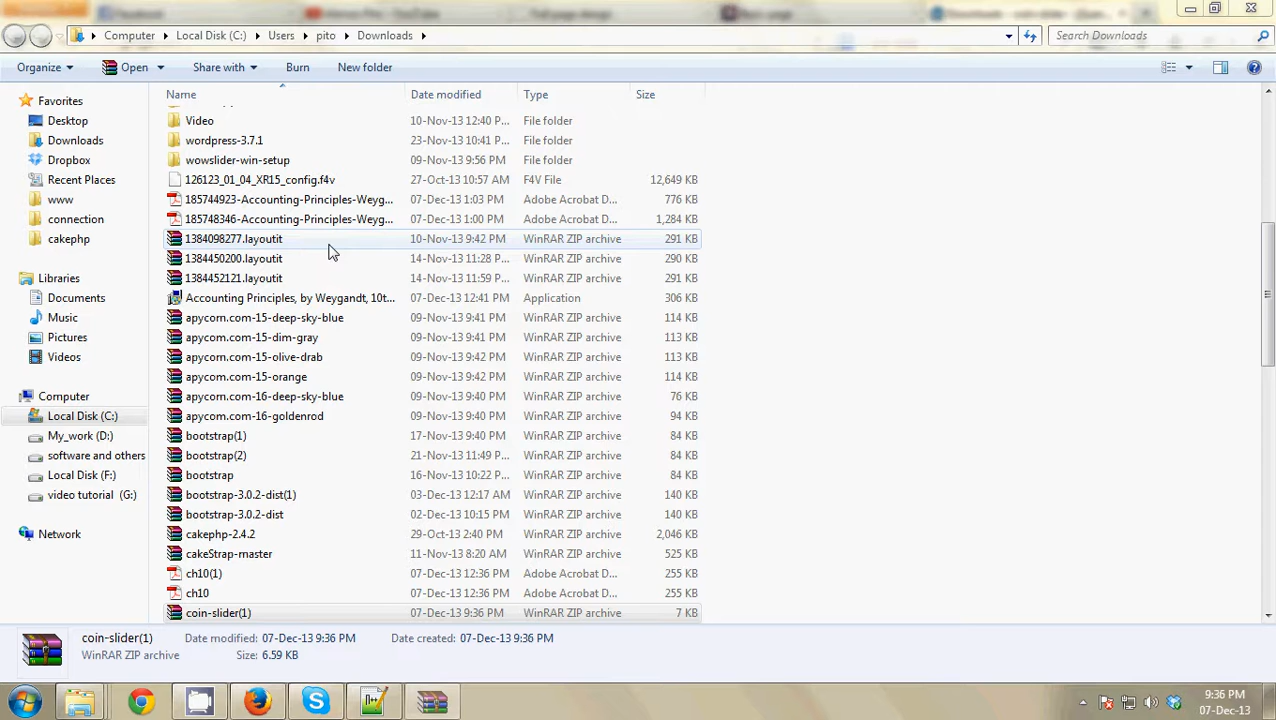 Computer ▸ Local Disk (C:) ▸ Users ▸ pito ▸ Downloads ▸
Search Downloads
Organize Open Share with Burn New folder
Name Date modified Type Size
Favorites
Desktop
Downloads
Dropbox
Recent Places
www
connection
cakephp
Libraries
Documents
Music
Pictures
Videos
Computer
Local Disk (C:)
My_work (D:)
software and others
Local Disk (F:)
video tutorial (G:)
Network
Video 10-Nov-13 12:40 P... File folder
wordpress-3.7.1 23-Nov-13 10:41 P... File folder
wowslider-win-setup 09-Nov-13 9:56 PM File folder
126123_01_04_XR15_config.f4v 27-Oct-13 10:57 AM F4V File 12,649 KB
185744923-Accounting-Principles-Weyg... 07-Dec-13 1:03 PM Adobe Acrobat D... 776 KB
185748346-Accounting-Principles-Weyg... 07-Dec-13 1:00 PM Adobe Acrobat D... 1,284 KB
1384098277.layoutit 10-Nov-13 9:42 PM WinRAR ZIP archive 291 KB
1384450200.layoutit 14-Nov-13 11:28 P... WinRAR ZIP archive 290 KB
1384452121.layoutit 14-Nov-13 11:59 P... WinRAR ZIP archive 291 KB
Accounting Principles, by Weygandt, 10t... 07-Dec-13 12:41 PM Application 306 KB
apycom.com-15-deep-sky-blue 09-Nov-13 9:41 PM WinRAR ZIP archive 114 KB
apycom.com-15-dim-gray 09-Nov-13 9:41 PM WinRAR ZIP archive 113 KB
apycom.com-15-olive-drab 09-Nov-13 9:42 PM WinRAR ZIP archive 113 KB
apycom.com-15-orange 09-Nov-13 9:42 PM WinRAR ZIP archive 114 KB
apycom.com-16-deep-sky-blue 09-Nov-13 9:40 PM WinRAR ZIP archive 76 KB
apycom.com-16-goldenrod 09-Nov-13 9:40 PM WinRAR ZIP archive 94 KB
bootstrap(1) 17-Nov-13 9:40 PM WinRAR ZIP archive 84 KB
bootstrap(2) 21-Nov-13 11:49 P... WinRAR ZIP archive 84 KB
bootstrap 16-Nov-13 10:22 P... WinRAR ZIP archive 84 KB
bootstrap-3.0.2-dist(1) 03-Dec-13 12:17 AM WinRAR ZIP archive 140 KB
bootstrap-3.0.2-dist 02-Dec-13 10:15 PM WinRAR ZIP archive 140 KB
cakephp-2.4.2 29-Oct-13 2:40 PM WinRAR ZIP archive 2,046 KB
cakeStrap-master 11-Nov-13 8:20 AM WinRAR ZIP archive 525 KB
ch10(1) 07-Dec-13 12:36 PM Adobe Acrobat D... 255 KB
ch10 07-Dec-13 12:36 PM Adobe Acrobat D... 255 KB
coin-slider(1) 07-Dec-13 9:36 PM WinRAR ZIP archive 7 KB
coin-slider(1) Date modified: 07-Dec-13 9:36 PM Date created: 07-Dec-13 9:36 PM
WinRAR ZIP archive Size: 6.59 KB
9:36 PM
07-Dec-13